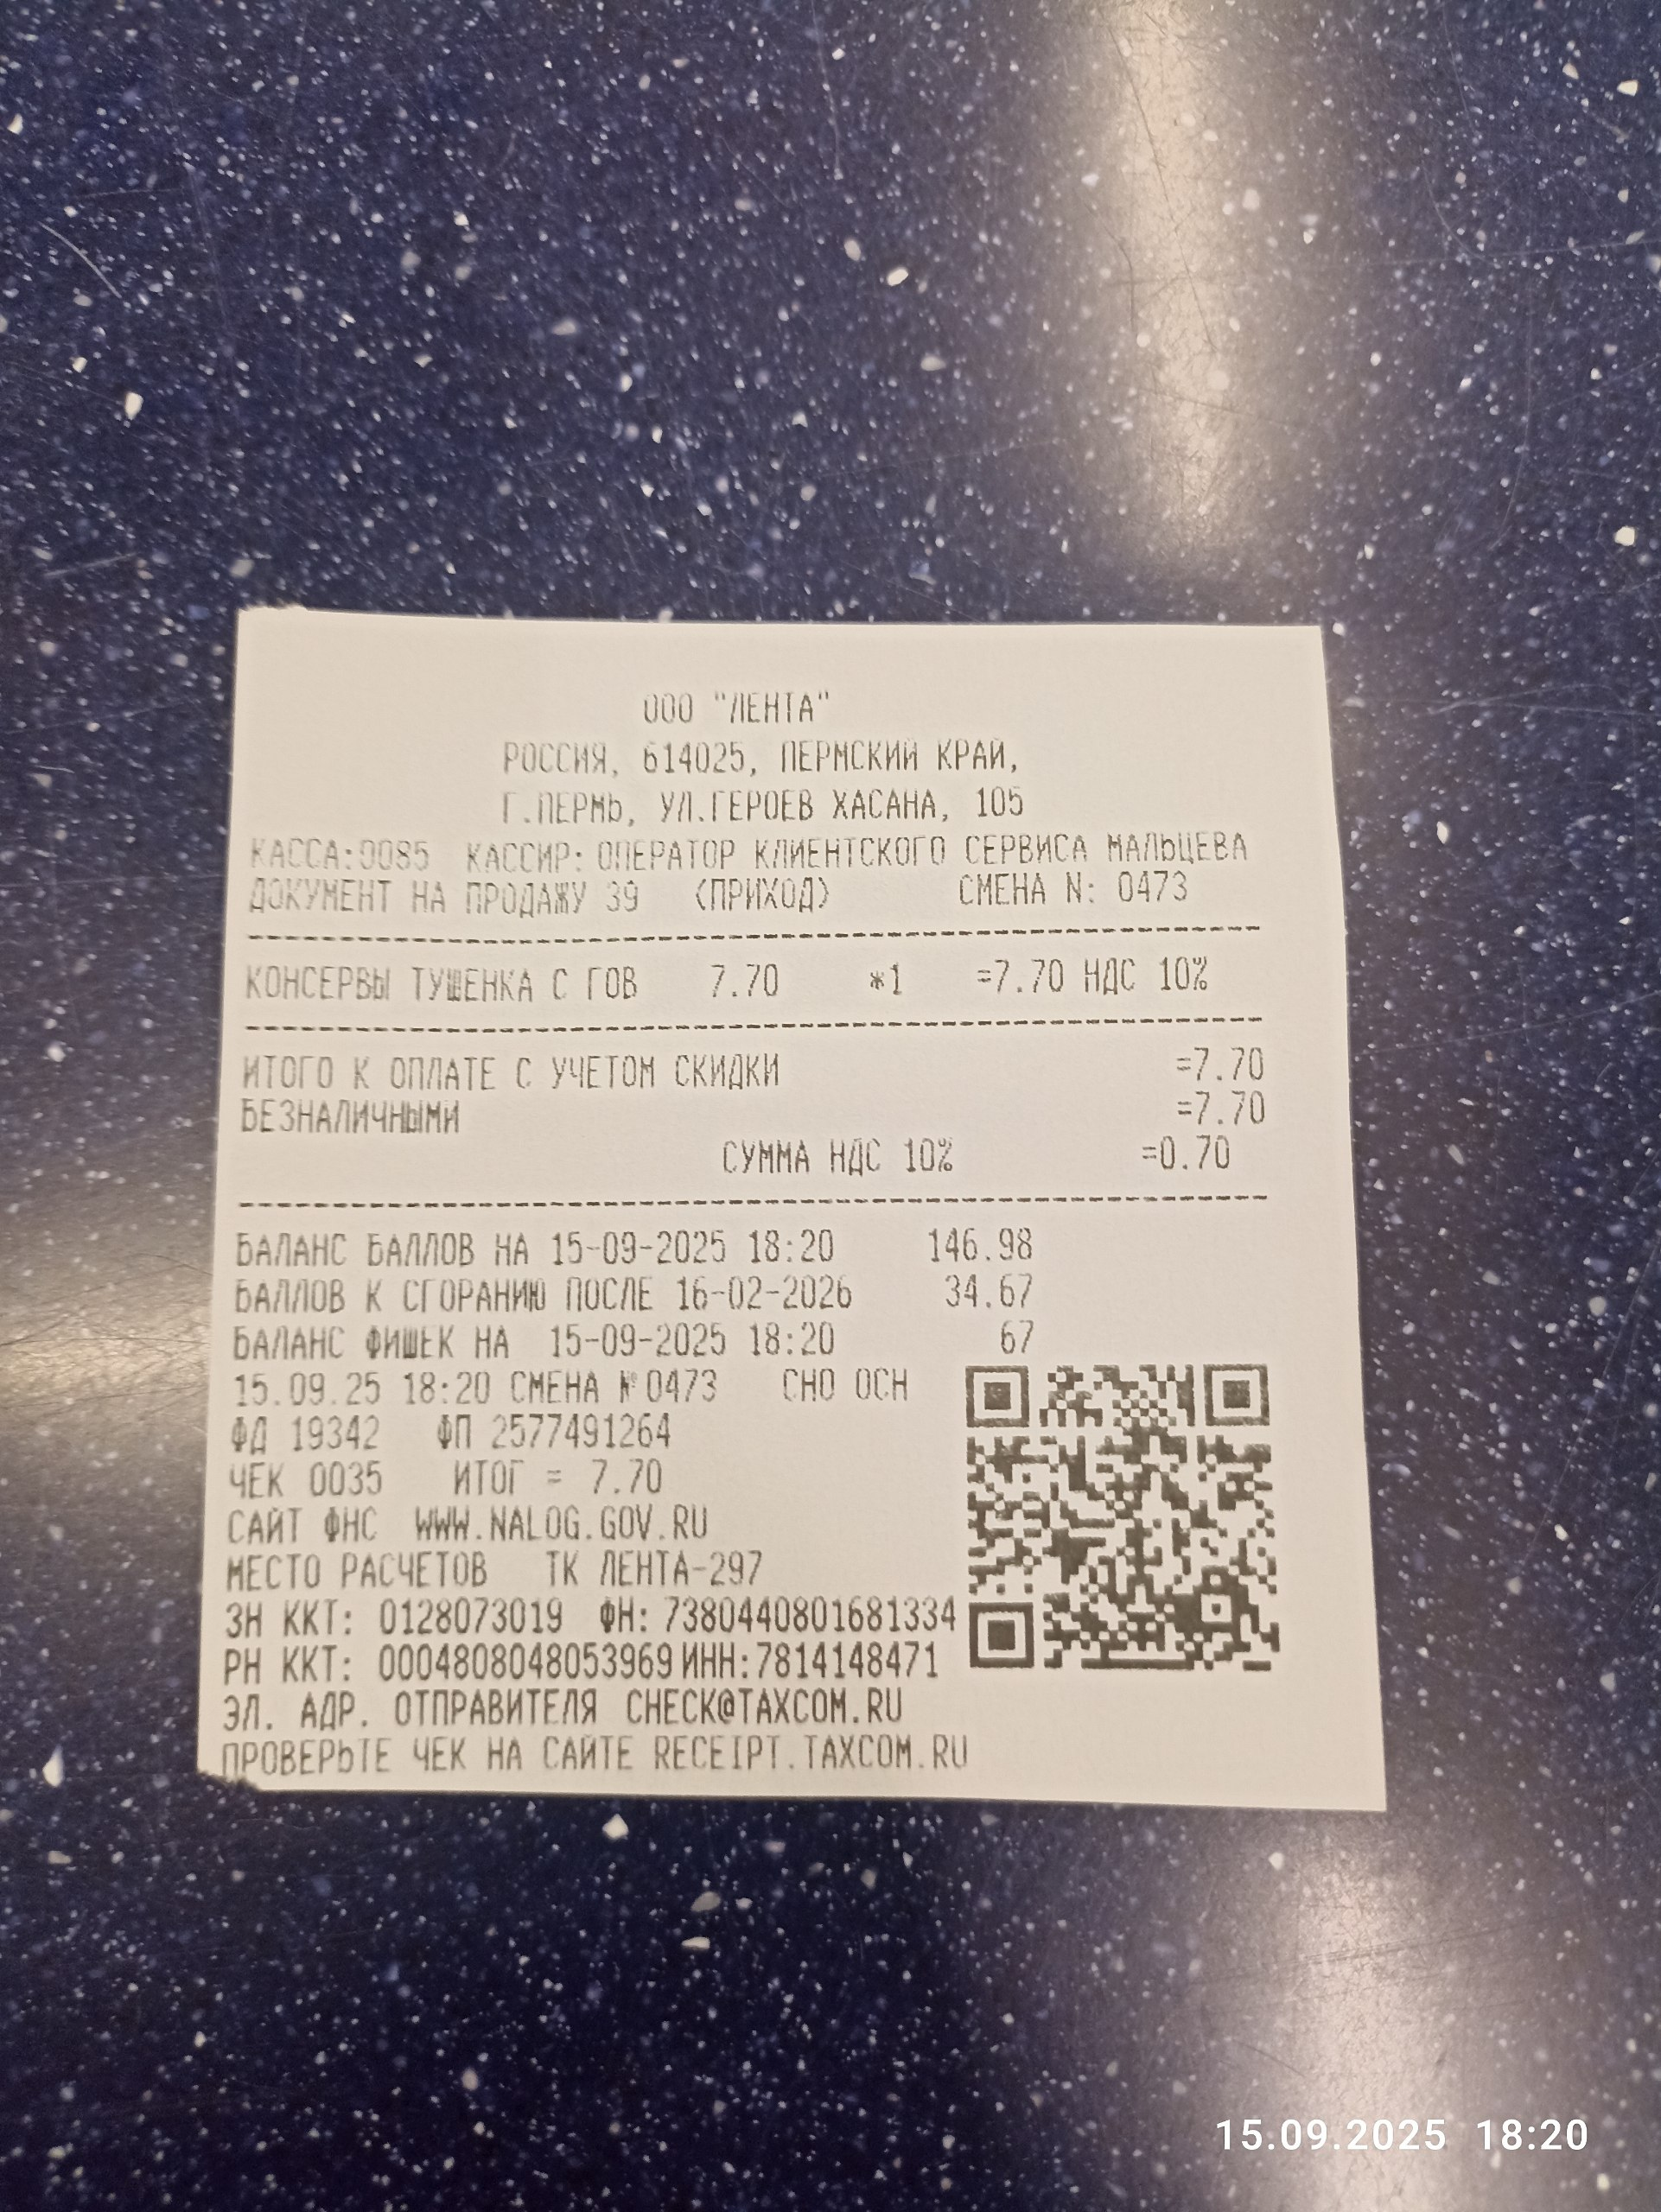 ООО "ЛЕНТА"
РОССИЯ, 614025, ПЕРМСКИЙ КРАЙ,
Г.ПЕРМЬ, УЛ.ГЕРОЕВ ХАСАНА, 105
КАССА:0085 КАССИР: ОПЕРАТОР КЛИЕНТСКОГО СЕРВИСА МАЛЬЦЕВА
ДОКУМЕНТ НА ПРОДАЖУ 39 (ПРИХОД) СМЕНА N: 0473
КОНСЕРВЫ ТУШЕНКА С ГОВ 7.70 *1 =7.70 НДС 10%
ИТОГО К ОПЛАТЕ С УЧЕТОМ СКИДКИ =7.70
БЕЗНАЛИЧНЫМИ =7.70
СУММА НДС 10% =0.70
БАЛАНС БАЛЛОВ НА 15-09-2025 18:20 146.98
БАЛЛОВ К СГОРАНИЮ ПОСЛЕ 16-02-2026 34.67
БАЛАНС ФИШЕК НА 15-09-2025 18:20 67
15.09.25 18:20 СМЕНА №0473 СНО ОСН
ФД 19342 ФП 2577491264
ЧЕК 0035 ИТОГ = 7.70
САЙТ ФНС WWW.NALOG.GOV.RU
МЕСТО РАСЧЕТОВ ТК ЛЕНТА-297
ЗН ККТ: 0128073019 ФН: 7380440801681334
РН ККТ: 0004808048053969 ИНН:7814148471
ЭЛ. АДР. ОТПРАВИТЕЛЯ CHECK@TAXCOM.RU
ПРОВЕРЬТЕ ЧЕК НА САЙТЕ RECEIPT.TAXCOM.RU
15.09.2025 18:20